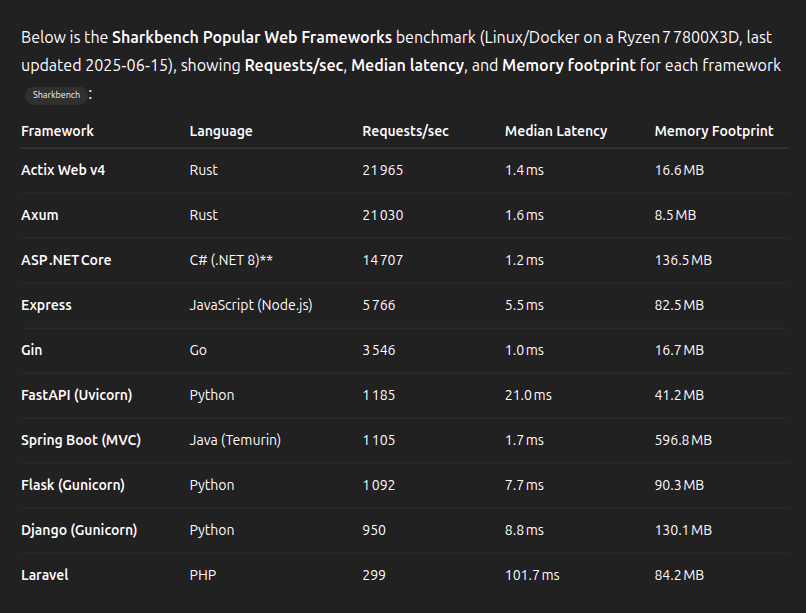 Below is the Sharkbench Popular Web Frameworks benchmark (Linux/Docker on a Ryzen 7 7800X3D, last
updated 2025-06-15), showing Requests/sec, Median latency, and Memory footprint for each framework
Sharkbench :
Framework Language Requests/sec Median Latency Memory Footprint
Actix Web v4 Rust 21 965 1.4 ms 16.6 MB
Axum Rust 21 030 1.6 ms 8.5 MB
ASP.NET Core C# (.NET 8)** 14 707 1.2 ms 136.5 MB
Express JavaScript (Node.js) 5 766 5.5 ms 82.5 MB
Gin Go 3 546 1.0 ms 16.7 MB
FastAPI (Uvicorn) Python 1 185 21.0 ms 41.2 MB
Spring Boot (MVC) Java (Temurin) 1 105 1.7 ms 596.8 MB
Flask (Gunicorn) Python 1 092 7.7 ms 90.3 MB
Django (Gunicorn) Python 950 8.8 ms 130.1 MB
Laravel PHP 299 101.7 ms 84.2 MB